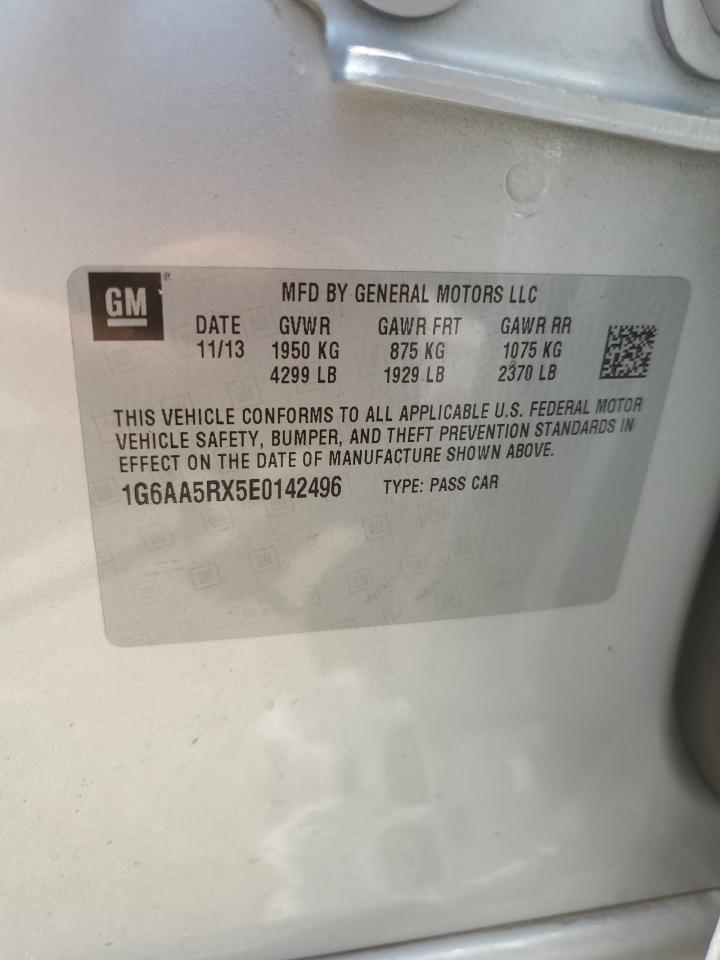 GM®
MFD BY GENERAL MOTORS LLC
DATE GVWR GAWR FRT GAWR RR
11/13 1950 KG 875 KG 1075 KG
4299 LB 1929 LB 2370 LB
THIS VEHICLE CONFORMS TO ALL APPLICABLE U.S. FEDERAL MOTOR
VEHICLE SAFETY, BUMPER, AND THEFT PREVENTION STANDARDS IN
EFFECT ON THE DATE OF MANUFACTURE SHOWN ABOVE.
1G6AA5RX5E0142496 TYPE: PASS CAR